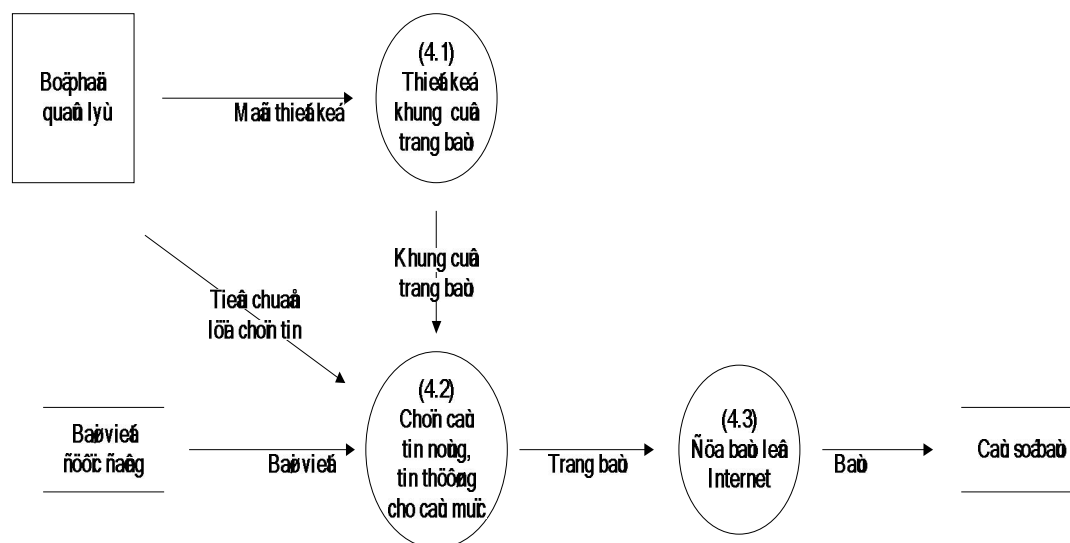 (4.1)
Boä phaän
quaûn lyù
Thieát keá
khung cuûa
trang baùo
Maãu thieát keá
Khung cuûa
trang baùo
Tieâu chuaån
löïa choïn tin
(4.2)
Choïn caùc
tin noùng,
tin thöôøng
cho caùc muïc
(4.3)
Ñöa baùo leân
Internet
Baøi vieát
ñöôïc ñaêng
Baøi vieát
Trang baùo
Baùo
Caùc soá baùo